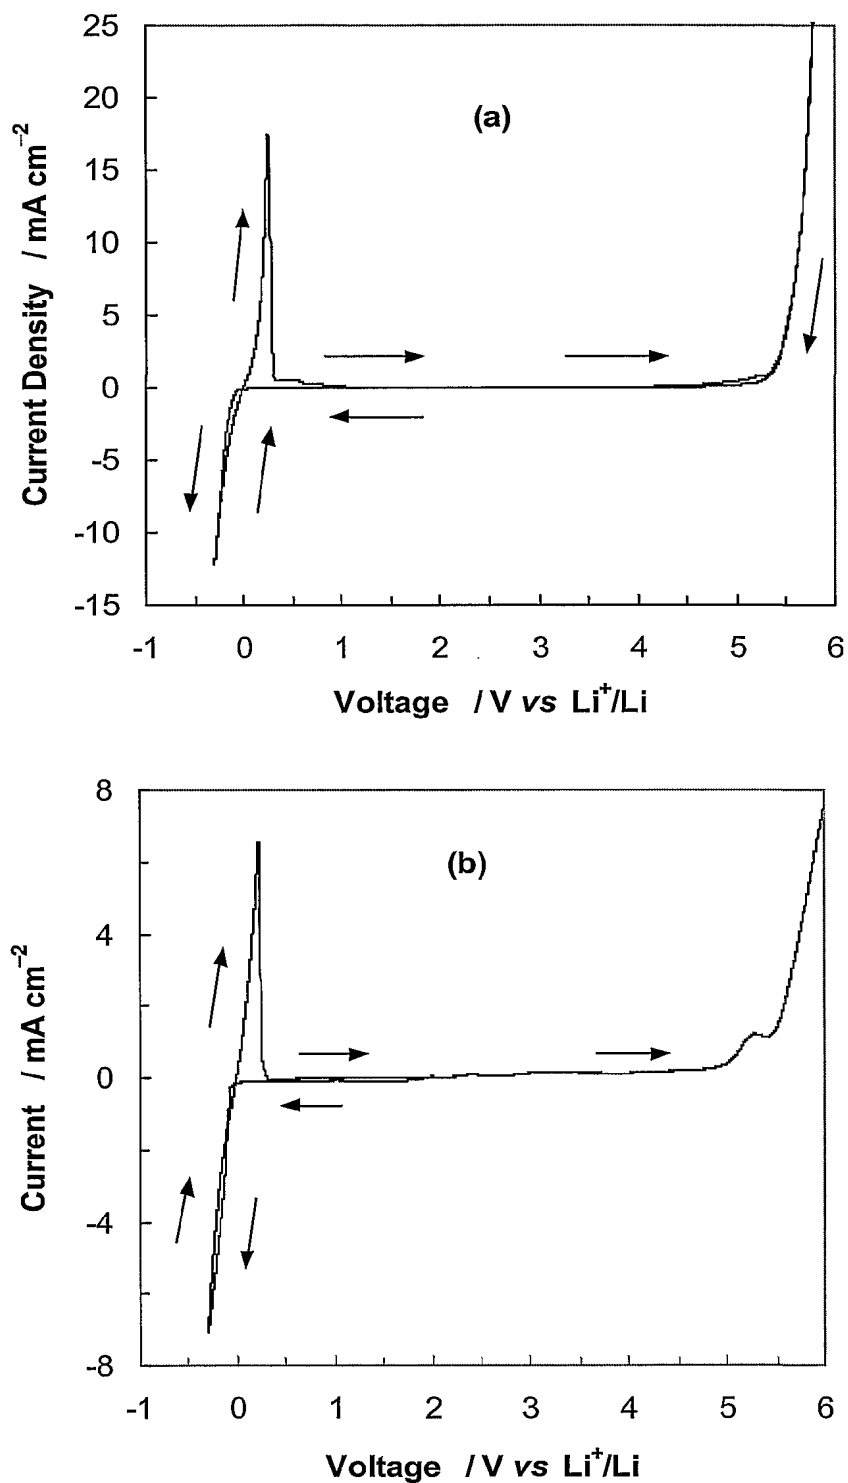 25
20
15
10
5
0
-5
-10
-15
Current Density / mA cm⁻²
(a)
-1 0 1 2 3 4 5 6
Voltage / V vs Li⁺/Li
8
4
0
-4
-8
Current / mA cm⁻²
(b)
-1 0 1 2 3 4 5 6
Voltage / V vs Li⁺/Li